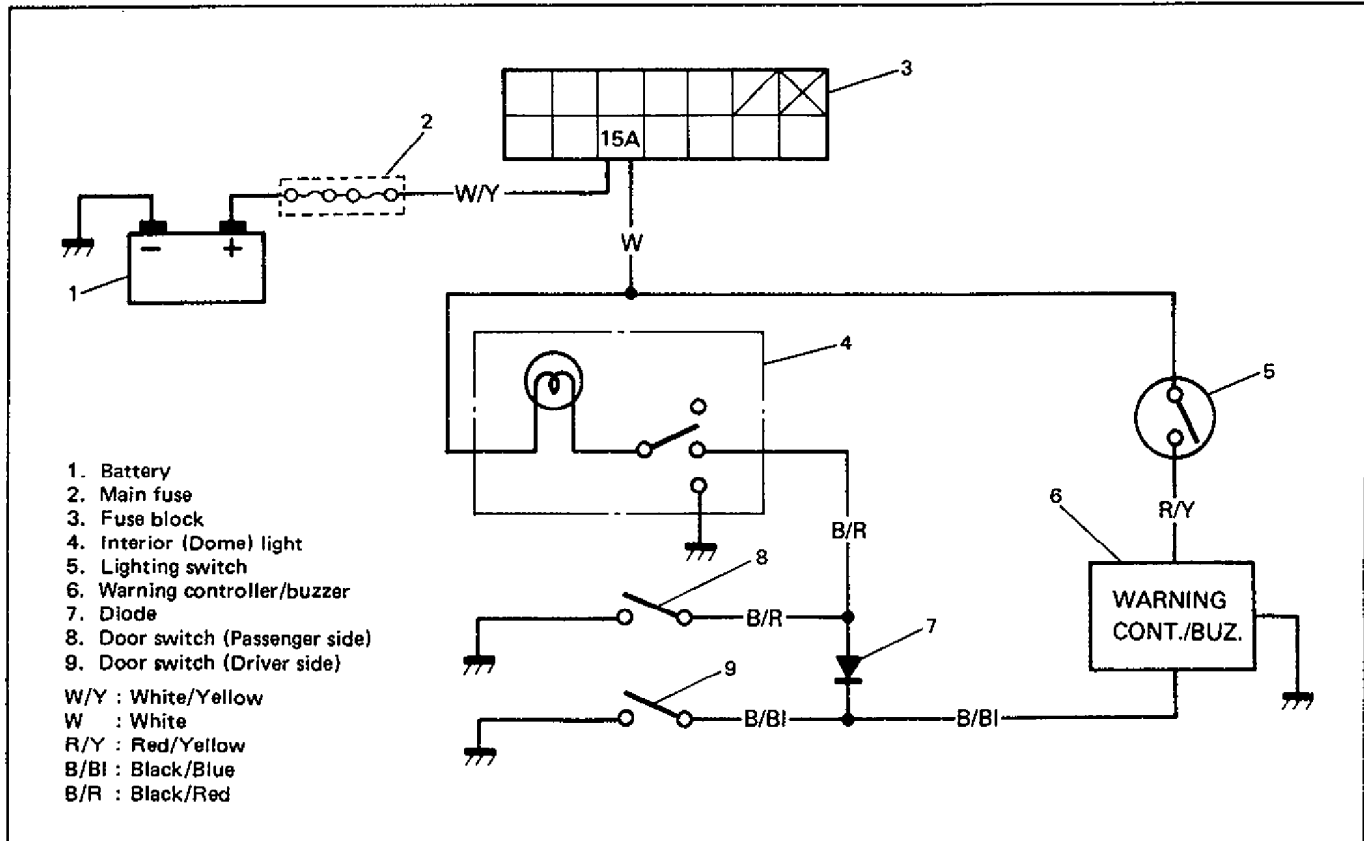 3
2
15A
W/Y
− +
1
W
4
5
1. Battery
2. Main fuse
3. Fuse block
4. Interior (Dome) light
5. Lighting switch
6. Warning controller/buzzer
7. Diode
8. Door switch (Passenger side)
9. Door switch (Driver side)
W/Y : White/Yellow
W : White
R/Y : Red/Yellow
B/Bl : Black/Blue
B/R : Black/Red
B/R
6
R/Y
8
B/R
7
WARNING
CONT./BUZ.
9
B/Bl
B/Bl